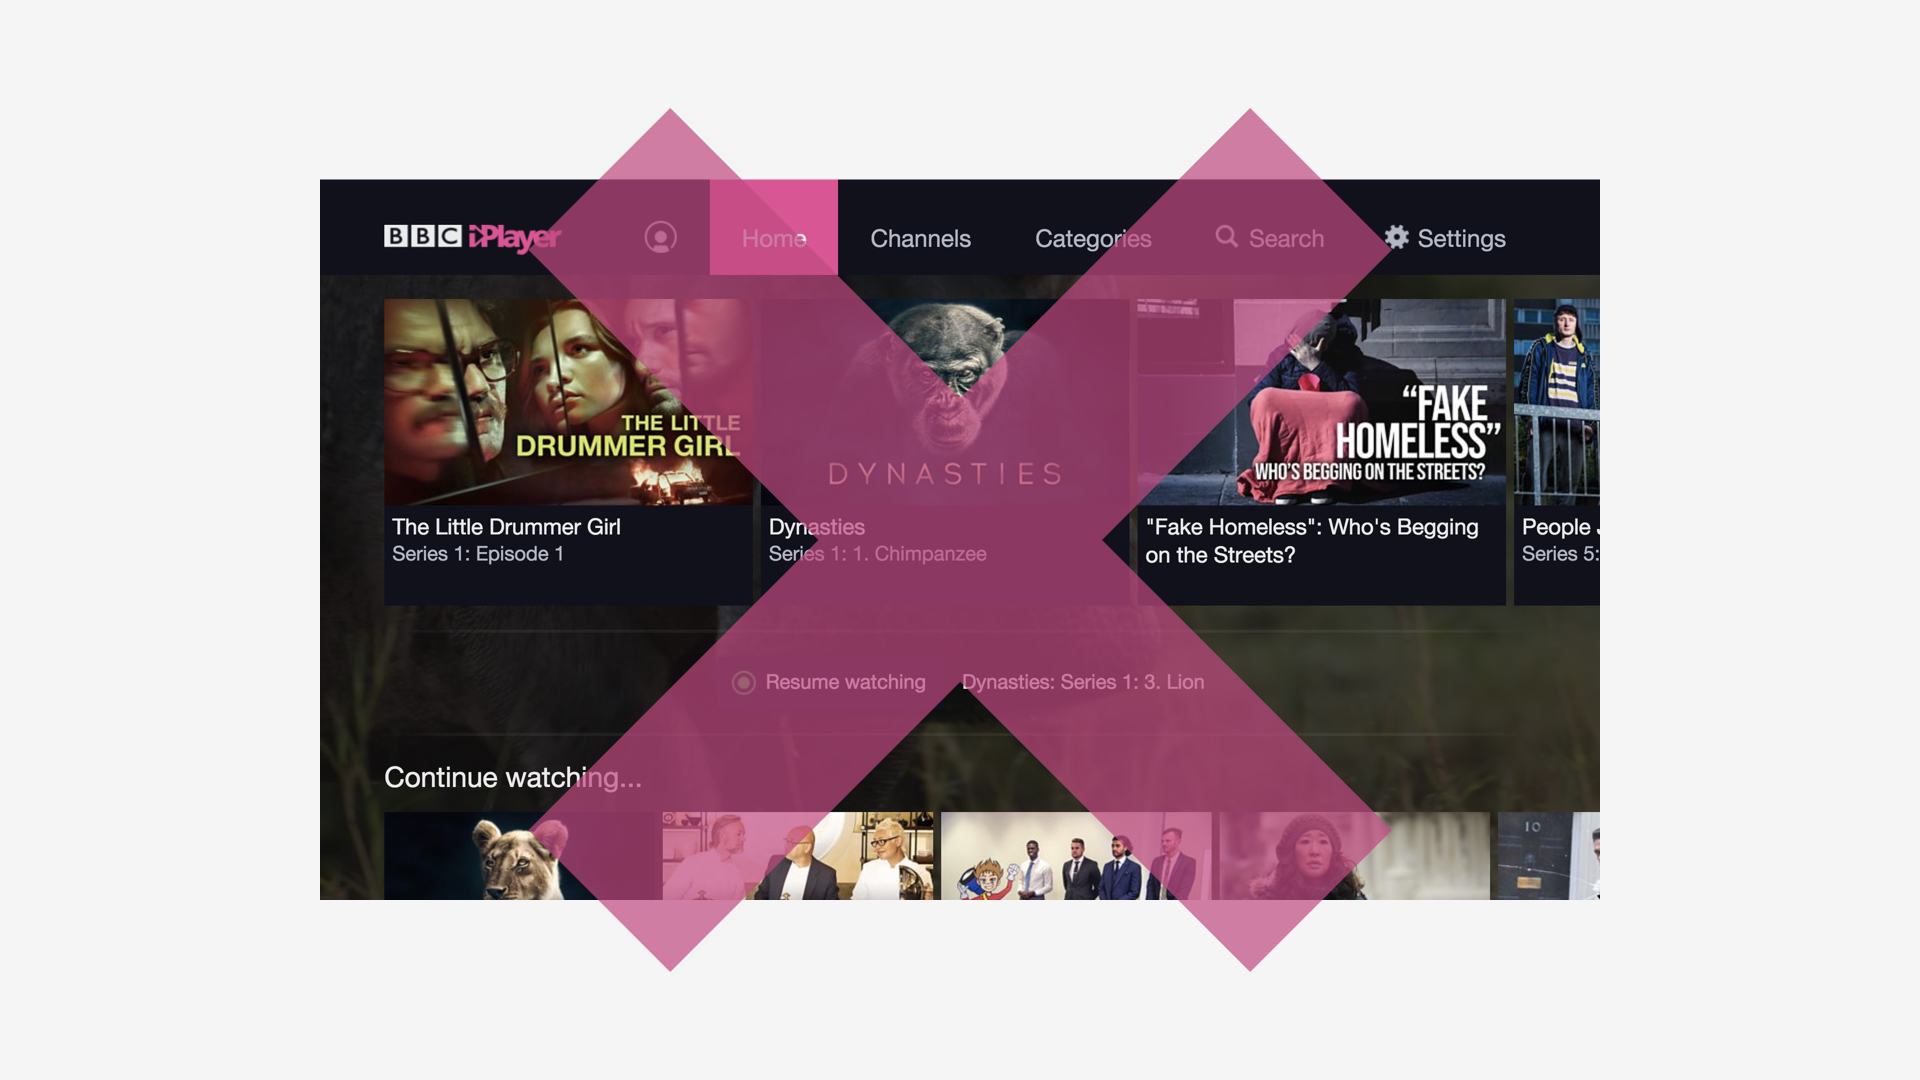 BBC iPlayer
Home
Channels
Categories
Search
Settings
THE LITTLE
DRUMMER GIRL
DYNASTIES
“FAKE
HOMELESS”
WHO'S BEGGING ON THE STREETS?
The Little Drummer Girl
Series 1: Episode 1
Dynasties
Series 1: 1. Chimpanzee
"Fake Homeless": Who's Begging
on the Streets?
People
Series 5:
Resume watching
Dynasties: Series 1: 3. Lion
Continue watching...
10